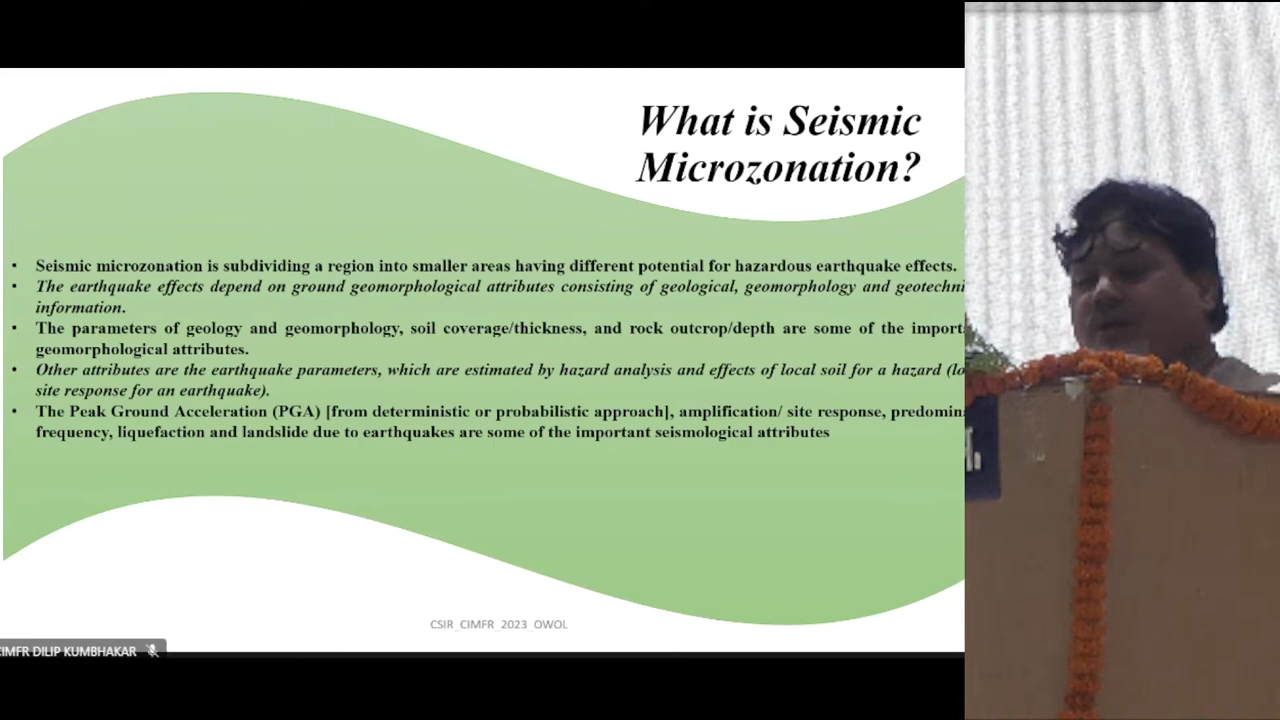 What is Seismic
Microzonation?
• Seismic microzonation is subdividing a region into smaller areas having different potential for hazardous earthquake effects.
• The earthquake effects depend on ground geomorphological attributes consisting of geological, geomorphology and geotechni
information.
• The parameters of geology and geomorphology, soil coverage/thickness, and rock outcrop/depth are some of the import
geomorphological attributes.
• Other attributes are the earthquake parameters, which are estimated by hazard analysis and effects of local soil for a hazard (lo
site response for an earthquake).
• The Peak Ground Acceleration (PGA) [from deterministic or probabilistic approach], amplification/ site response, predomin
frequency, liquefaction and landslide due to earthquakes are some of the important seismological attributes
CSIR_CIMFR_2023_OWOL
CIMFR DILIP KUMBHAKAR